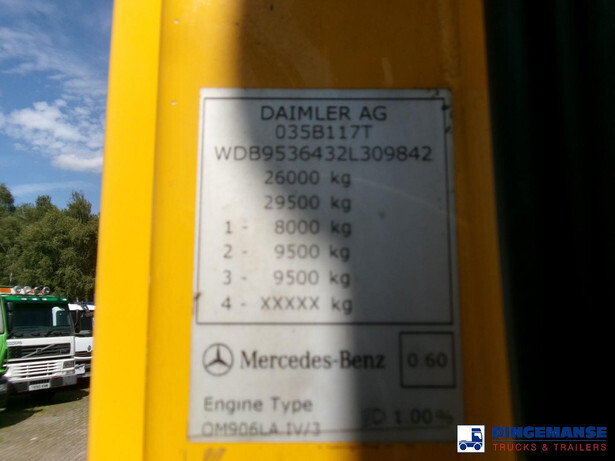 DAIMLER AG
035B117T
WDB9536432L309842
26000 kg
29500 kg
1 - 8000 kg
2 - 9500 kg
3 - 9500 kg
4 - XXXXX kg
Mercedes-Benz 0.60
Engine Type 1.00%
OM906LA.IV/3
DINGEMANSE
TRUCKS & TRAILERS